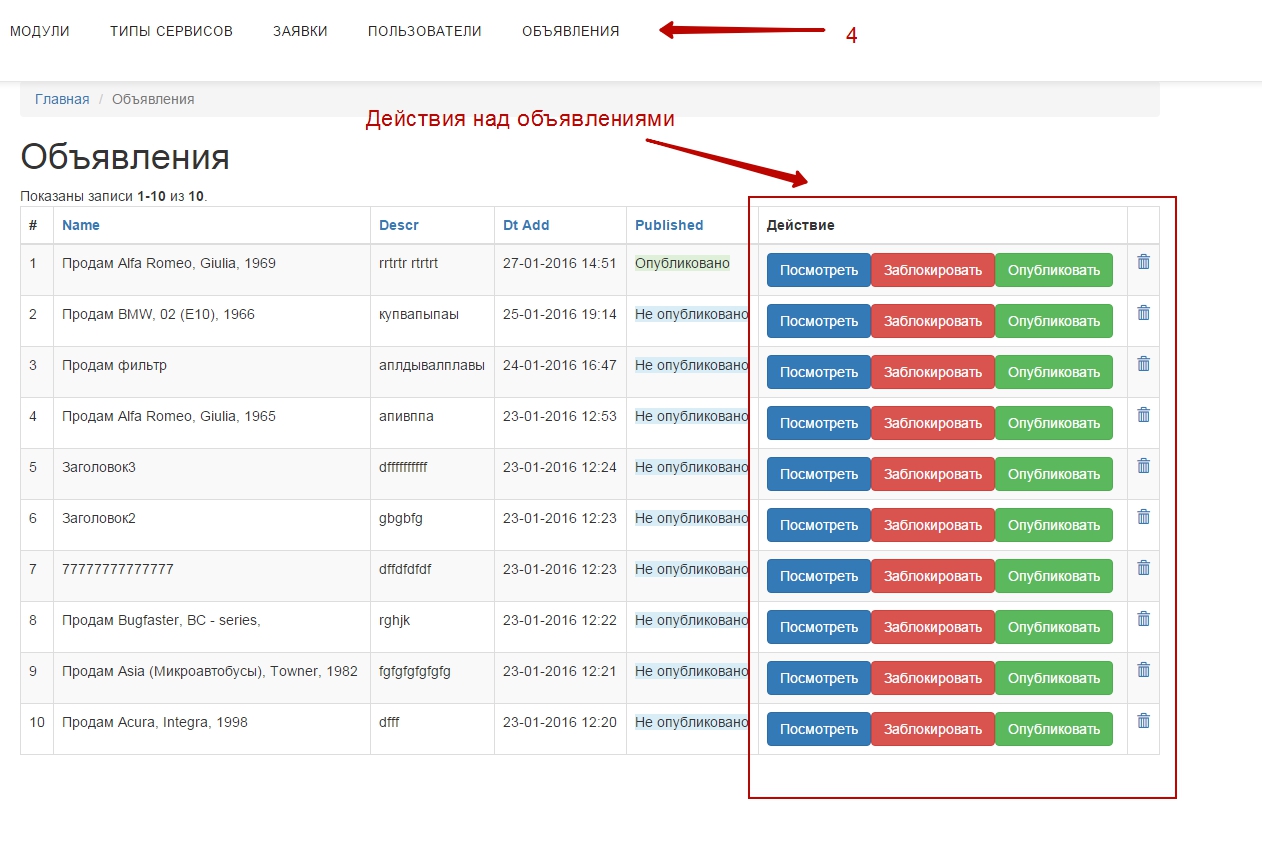 МОДУЛИ ТИПЫ СЕРВИСОВ ЗАЯВКИ ПОЛЬЗОВАТЕЛИ ОБЪЯВЛЕНИЯ 4
Главная / Объявления
Действия над объявлениями
Объявления
Показаны записи 1-10 из 10.
# Name Descr Dt Add Published Действие
1 Продам Alfa Romeo, Giulia, 1969 rrtrtr rtrtrt 27-01-2016 14:51 Опубликовано Посмотреть Заблокировать Опубликовать
2 Продам BMW, 02 (E10), 1966 купвапыпаы 25-01-2016 19:14 Не опубликовано Посмотреть Заблокировать Опубликовать
3 Продам фильтр аплдывалплавы 24-01-2016 16:47 Не опубликовано Посмотреть Заблокировать Опубликовать
4 Продам Alfa Romeo, Giulia, 1965 апивппа 23-01-2016 12:53 Не опубликовано Посмотреть Заблокировать Опубликовать
5 Заголовок3 dffffffffff 23-01-2016 12:24 Не опубликовано Посмотреть Заблокировать Опубликовать
6 Заголовок2 gbgbfg 23-01-2016 12:23 Не опубликовано Посмотреть Заблокировать Опубликовать
7 77777777777777 dffdfdfdf 23-01-2016 12:23 Не опубликовано Посмотреть Заблокировать Опубликовать
8 Продам Bugfaster, BC - series, rghjk 23-01-2016 12:22 Не опубликовано Посмотреть Заблокировать Опубликовать
9 Продам Asia (Микроавтобусы), Towner, 1982 fgfgfgfgfgfg 23-01-2016 12:21 Не опубликовано Посмотреть Заблокировать Опубликовать
10 Продам Acura, Integra, 1998 dfff 23-01-2016 12:20 Не опубликовано Посмотреть Заблокировать Опубликовать